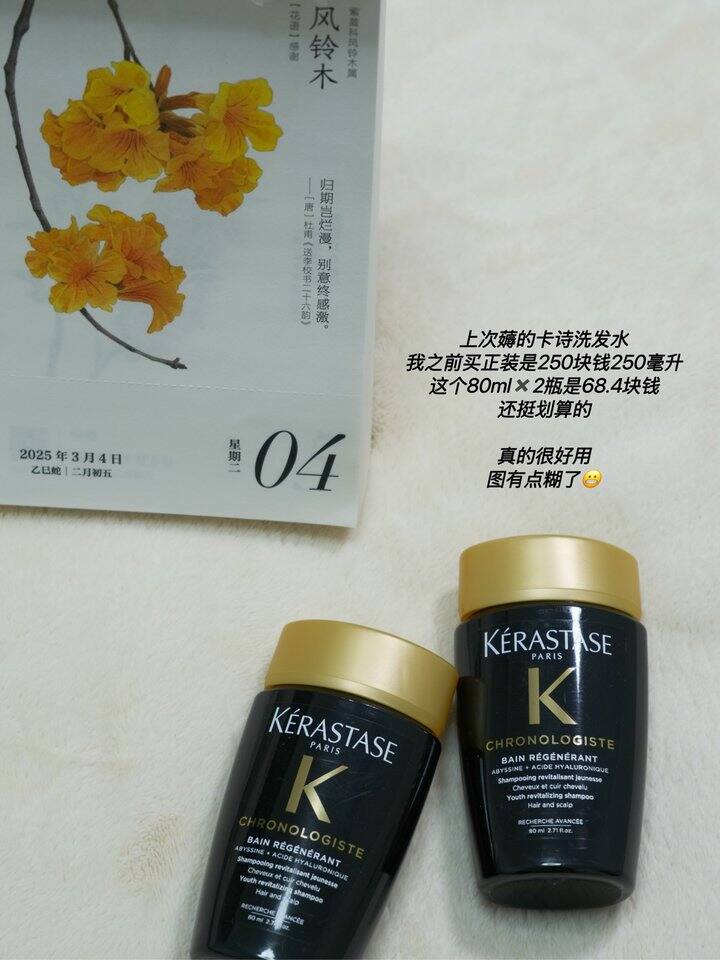 紫葳科风铃木属
风铃木
【花语】感谢
归期岂烂漫，别意终感激。
——［唐］杜甫《送李校书二十六韵》
2025 年 3 月 4 日
乙巳蛇｜二月初五
星期二
04
上次薅的卡诗洗发水
我之前买正装是250块钱250毫升
这个80ml✖️2瓶是68.4块钱
还挺划算的
真的很好用
图有点糊了😬
KÉRASTASE
PARIS
K
CHRONOLOGISTE
BAIN RÉGÉNÉRANT
ABYSSINE + ACIDE HYALURONIQUE
Shampooing revitalisant jeunesse
Cheveux et cuir chevelu
Youth revitalizing shampoo
Hair and scalp
RECHERCHE AVANCÉE
80 ml 2.71 fl.oz.
KÉRASTASE
PARIS
K
CHRONOLOGISTE
BAIN RÉGÉNÉRANT
ABYSSINE + ACIDE HYALURONIQUE
Shampooing revitalisant jeunesse
Cheveux et cuir chevelu
Youth revitalizing shampoo
Hair and scalp
RECHERCHE AVANCÉE
80 ml 2.71 fl.oz.